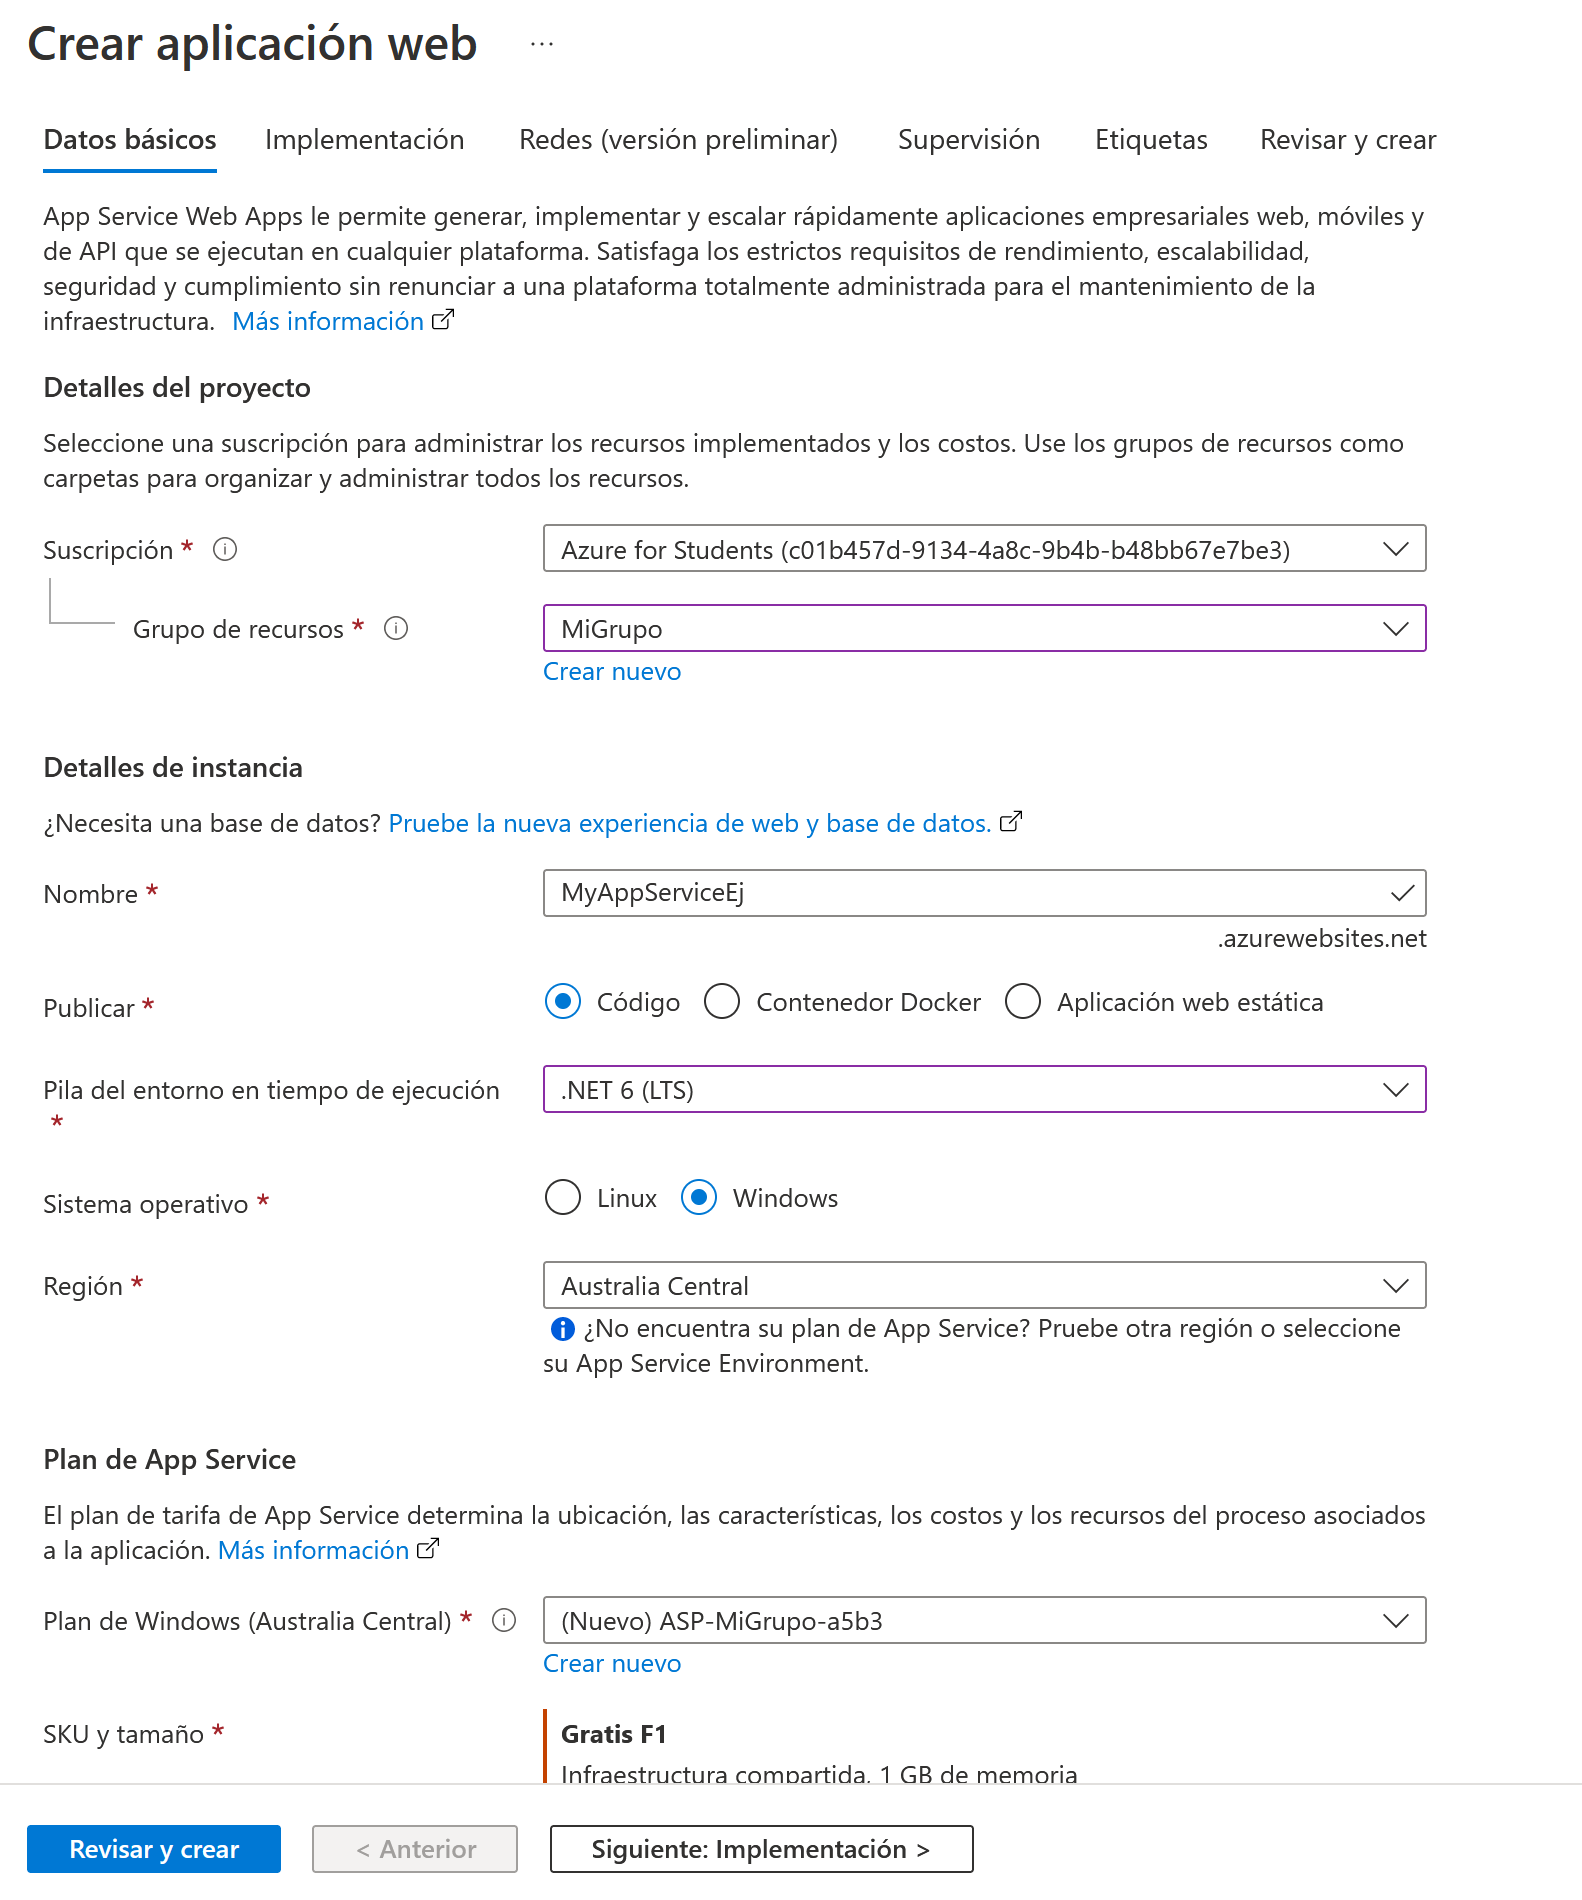 Crear aplicación web ...
Datos básicos Implementación Redes (versión preliminar) Supervisión Etiquetas Revisar y crear
App Service Web Apps le permite generar, implementar y escalar rápidamente aplicaciones empresariales web, móviles y
de API que se ejecutan en cualquier plataforma. Satisfaga los estrictos requisitos de rendimiento, escalabilidad,
seguridad y cumplimiento sin renunciar a una plataforma totalmente administrada para el mantenimiento de la
infraestructura. Más información
Detalles del proyecto
Seleccione una suscripción para administrar los recursos implementados y los costos. Use los grupos de recursos como
carpetas para organizar y administrar todos los recursos.
Suscripción * Azure for Students (c01b457d-9134-4a8c-9b4b-b48bb67e7be3)
Grupo de recursos * MiGrupo
Crear nuevo
Detalles de instancia
¿Necesita una base de datos? Pruebe la nueva experiencia de web y base de datos.
Nombre * MyAppServiceEj
.azurewebsites.net
Publicar * Código Contenedor Docker Aplicación web estática
Pila del entorno en tiempo de ejecución .NET 6 (LTS)
*
Sistema operativo * Linux Windows
Región * Australia Central
¿No encuentra su plan de App Service? Pruebe otra región o seleccione
su App Service Environment.
Plan de App Service
El plan de tarifa de App Service determina la ubicación, las características, los costos y los recursos del proceso asociados
a la aplicación. Más información
Plan de Windows (Australia Central) * (Nuevo) ASP-MiGrupo-a5b3
Crear nuevo
SKU y tamaño * Gratis F1
Infraestructura compartida, 1 GB de memoria
Revisar y crear < Anterior Siguiente: Implementación >